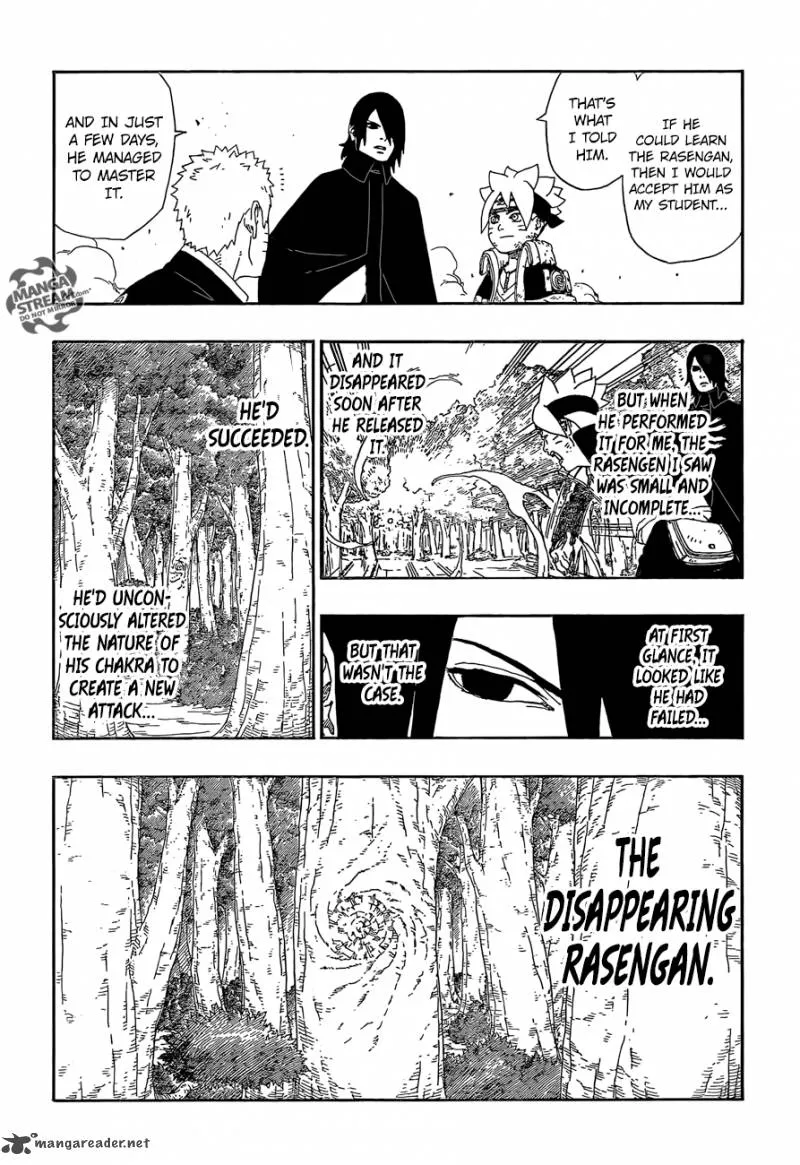 IF HE
COULD LEARN
THE RASENGAN,
THEN I WOULD
ACCEPT HIM AS
MY STUDENT...
THAT'S
WHAT
I TOLD
HIM.
AND IN JUST
A FEW DAYS,
HE MANAGED
TO MASTER
IT.
MANGA
STREAM.com
DO NOT MIRROR
BUT WHEN
HE PERFORMED
IT FOR ME, THE
RASENGEN I SAW
WAS SMALL AND
INCOMPLETE...
AND IT
DISAPPEARED
SOON AFTER
HE RELEASED
IT.
AT FIRST
GLANCE, IT
LOOKED LIKE
HE HAD
FAILED...
BUT THAT
WASN'T THE
CASE.
HE'D
SUCCEEDED.
HE'D UNCON-
SCIOUSLY ALTERED
THE NATURE OF
HIS CHAKRA TO
CREATE A NEW
ATTACK...
THE
DISAPPEARING
RASENGAN.
mangareader.net